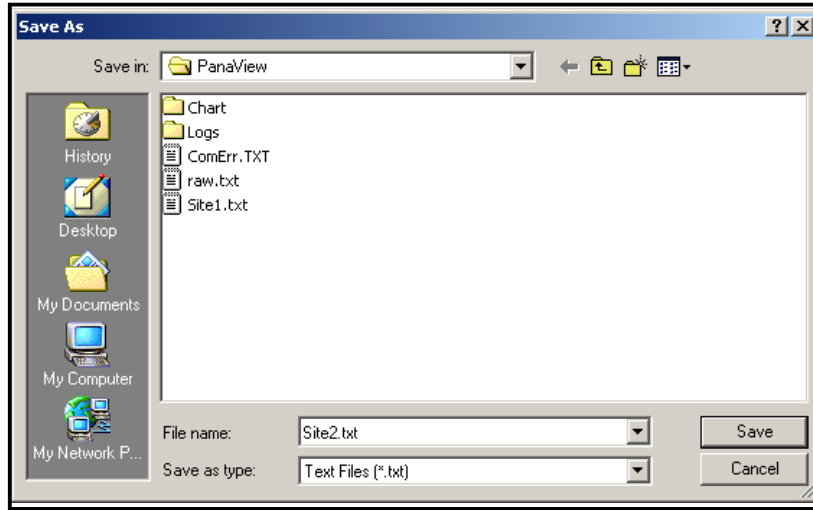 Save As
Save in: PanaView
Chart
Logs
ComErr.TXT
raw.txt
Site1.txt
History
Desktop
My Documents
My Computer
My Network P...
File name: Site2.txt Save
Save as type: Text Files (*.txt) Cancel